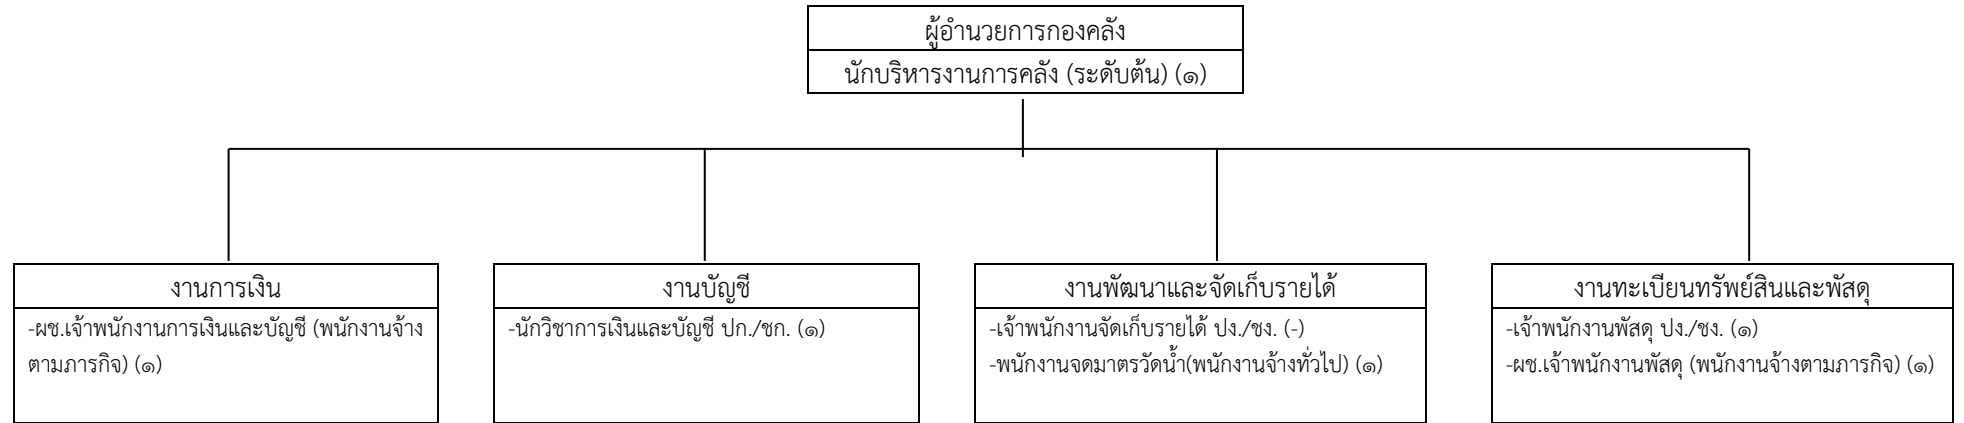 ผู้อำนวยการกองคลัง
นักบริหารงานการคลัง (ระดับต้น) (๑)
งานการเงิน
-ผช.เจ้าพนักงานการเงินและบัญชี (พนักงานจ้าง
ตามภารกิจ) (๑)
งานบัญชี
-นักวิชาการเงินและบัญชี ปก./ชก. (๑)
งานพัฒนาและจัดเก็บรายได้
-เจ้าพนักงานจัดเก็บรายได้ ปง./ชง. (-)
-พนักงานจดมาตรวัดน้ำ(พนักงานจ้างทั่วไป) (๑)
งานทะเบียนทรัพย์สินและพัสดุ
-เจ้าพนักงานพัสดุ ปง./ชง. (๑)
-ผช.เจ้าพนักงานพัสดุ (พนักงานจ้างตามภารกิจ) (๑)